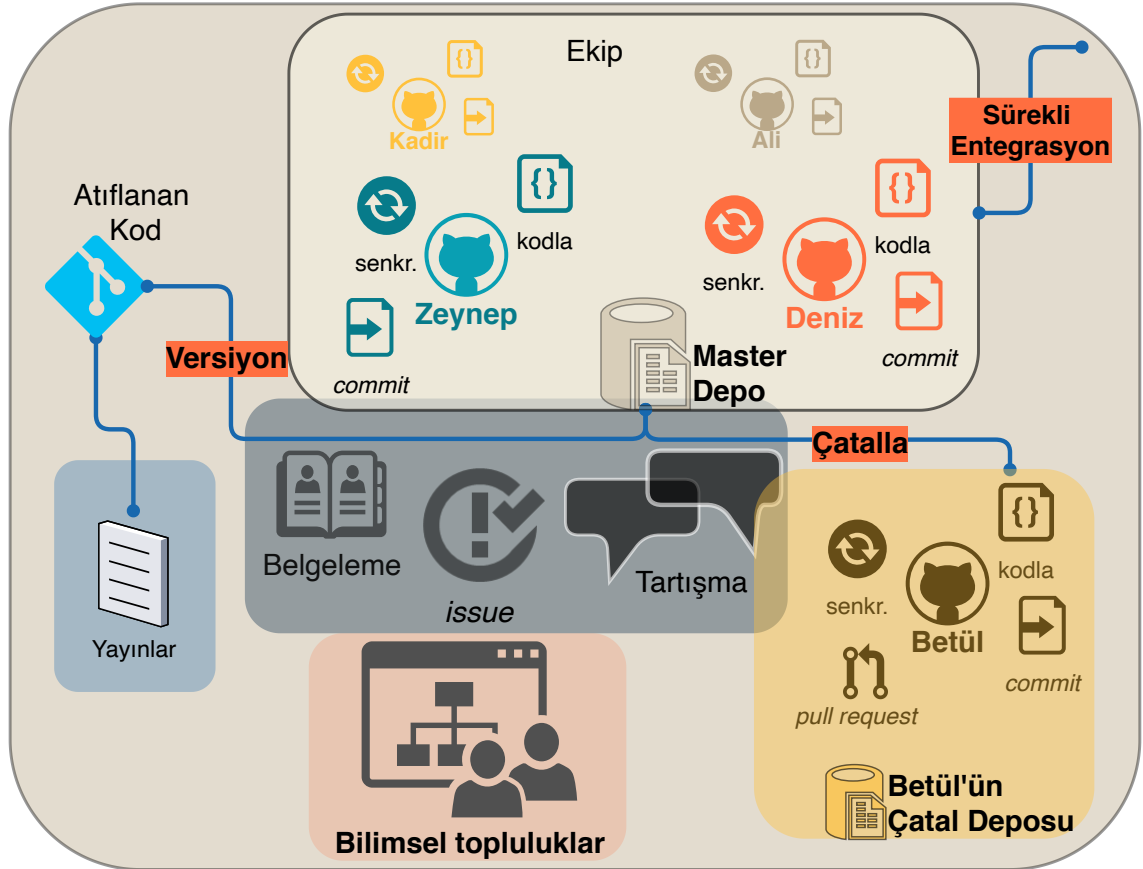 Ekip
{}
{}
Kadir
Ali
Sürekli
Entegrasyon
Atıflanan
Kod
{}
kodla
senkr.
Zeynep
commit
{}
kodla
senkr.
Deniz
commit
Versiyon
Master
Depo
Çatalla
Belgeleme
issue
Tartışma
Yayınlar
{}
kodla
senkr.
Betül
commit
pull request
Betül'ün
Çatal Deposu
Bilimsel topluluklar